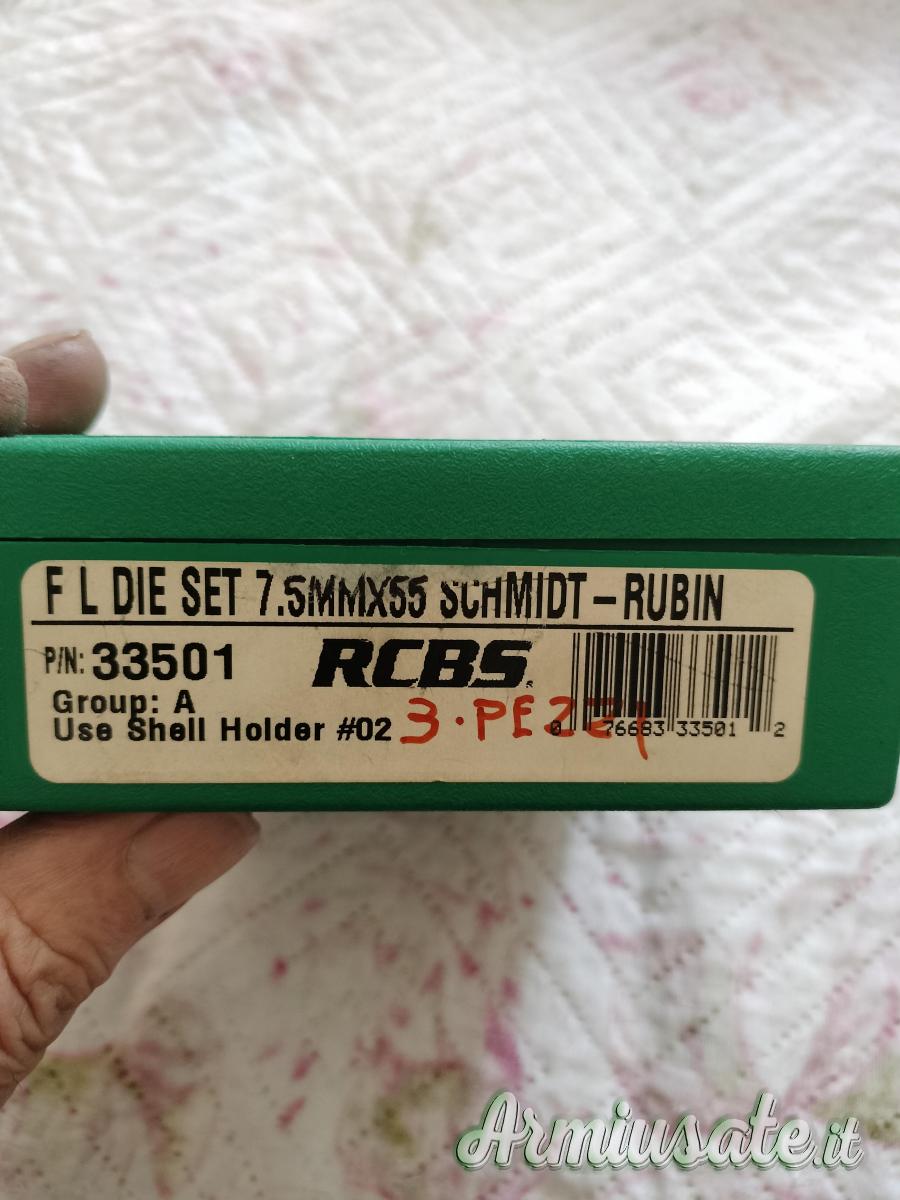 F L DIE SET 7.5MMX55 SCHMIDT-RUBIN
P/N: 33501
RCBS
Group: A
Use Shell Holder #02
3. PEZZI
0 76683 33501 2
Armiusate.it